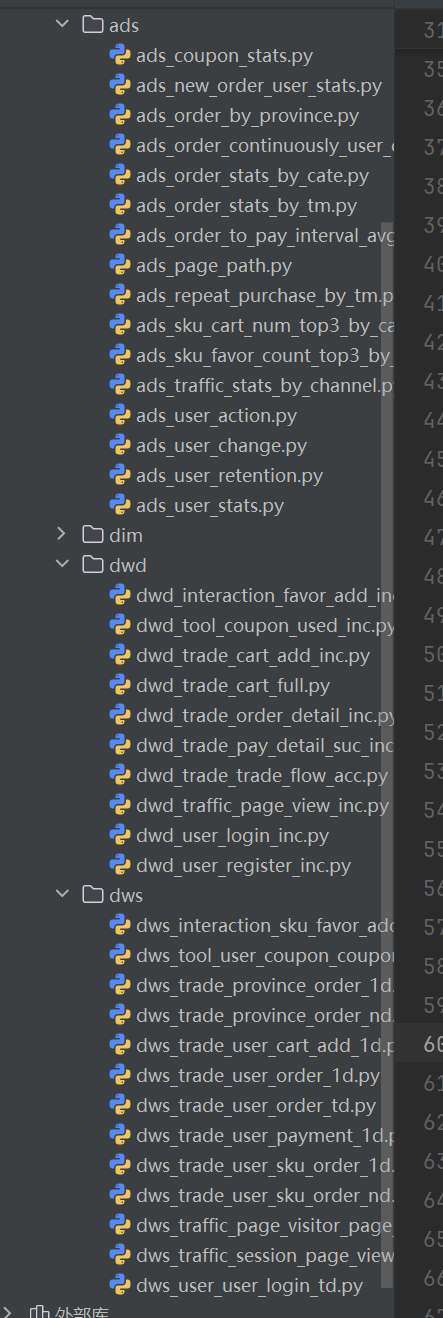 ads
31
ads_coupon_stats.py
35
ads_new_order_user_stats.py
36
ads_order_by_province.py
37
ads_order_continuously_user_
38
ads_order_stats_by_cate.py
39
ads_order_stats_by_tm.py
ads_order_to_pay_interval_avg
40
ads_page_path.py
41
ads_repeat_purchase_by_tm.p
42
ads_sku_cart_num_top3_by_ca
43
ads_sku_favor_count_top3_by_
44
ads_traffic_stats_by_channel.py
ads_user_action.py
45
ads_user_change.py
46
ads_user_retention.py
47
ads_user_stats.py
dim
48
dwd
49
dwd_interaction_favor_add_in
50
dwd_tool_coupon_used_inc.py
dwd_trade_cart_add_inc.py
51
dwd_trade_cart_full.py
52
dwd_trade_order_detail_inc.py
53
dwd_trade_pay_detail_suc_inc
dwd_trade_trade_flow_acc.py
54
dwd_traffic_page_view_inc.py
55
dwd_user_login_inc.py
dwd_user_register_inc.py
56
dws
57
dws_interaction_sku_favor_add
58
dws_tool_user_coupon_coupon
dws_trade_province_order_1d.
59
dws_trade_province_order_nd.
60
dws_trade_user_cart_add_1d.p
61
dws_trade_user_order_1d.py
62
dws_trade_user_order_td.py
dws_trade_user_payment_1d.p
63
dws_trade_user_sku_order_1d.
64
dws_trade_user_sku_order_nd.
65
dws_traffic_page_visitor_page_
dws_traffic_session_page_view
66
dws_user_user_login_td.py
外部库
67